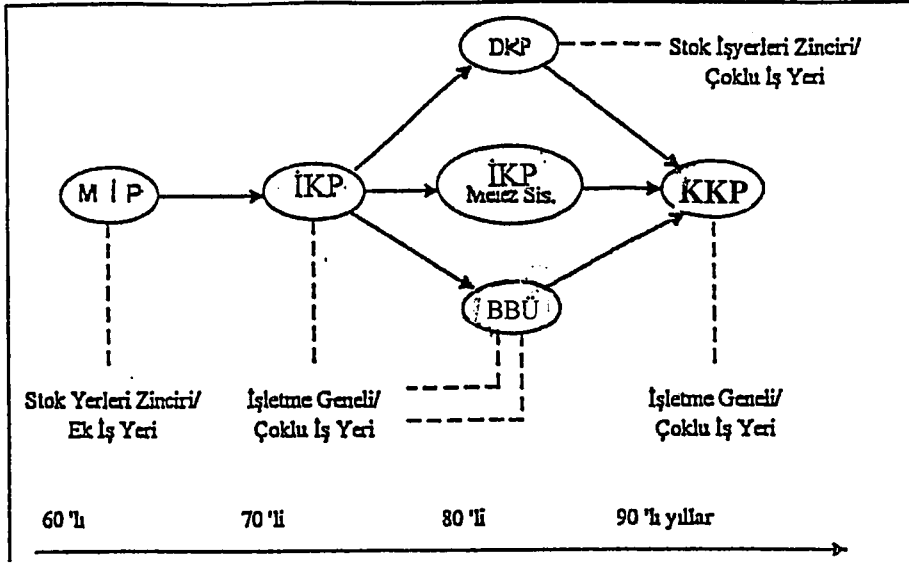 DKP
Stok İşyerleri Zinciri/
Çoklu İş Yeri
MİP
İKP
İKP
Melez Sis.
KKP
BBÜ
Stok Yerleri Zinciri/
Ek İş Yeri
İşletme Geneli/
Çoklu İş Yeri
İşletme Geneli/
Çoklu İş Yeri
60 'lı
70 'li
80 'li
90 'lı yıllar